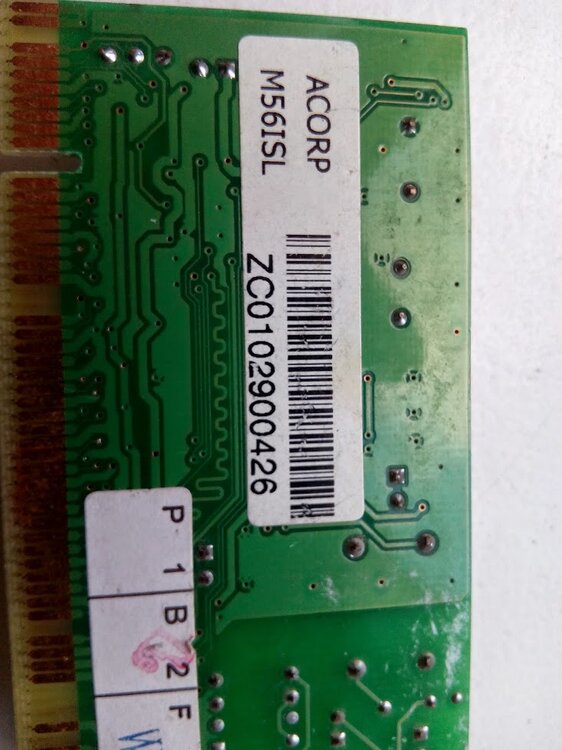 ACORP
M56ISL
ZC0102900426
P 1 B 2 F